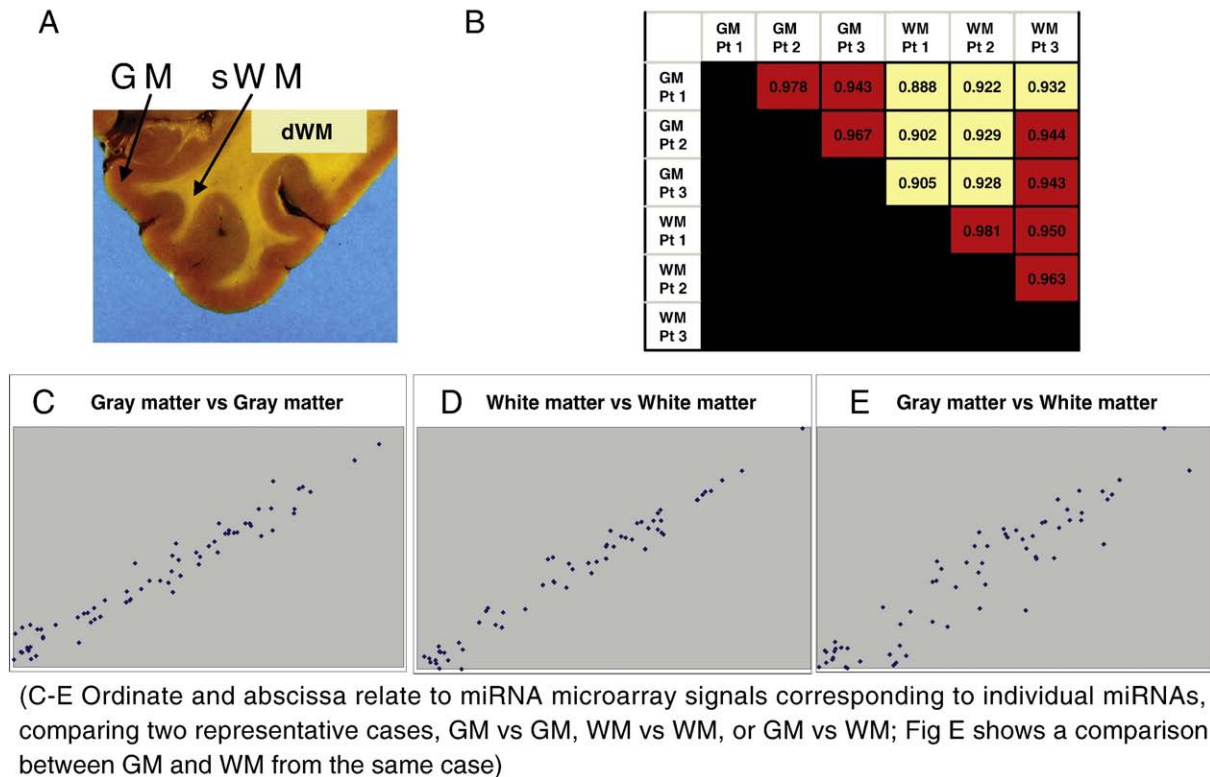 A
GM sWM
dWM
B
GM Pt 1 GM Pt 2 GM Pt 3 WM Pt 1 WM Pt 2 WM Pt 3
GM Pt 1 0.978 0.943 0.888 0.922 0.932
GM Pt 2 0.967 0.902 0.929 0.944
GM Pt 3 0.905 0.928 0.943
WM Pt 1 0.981 0.950
WM Pt 2 0.963
WM Pt 3
C Gray matter vs Gray matter
D White matter vs White matter
E Gray matter vs White matter
(C-E Ordinate and abscissa relate to miRNA microarray signals corresponding to individual miRNAs,
comparing two representative cases, GM vs GM, WM vs WM, or GM vs WM; Fig E shows a comparison
between GM and WM from the same case)